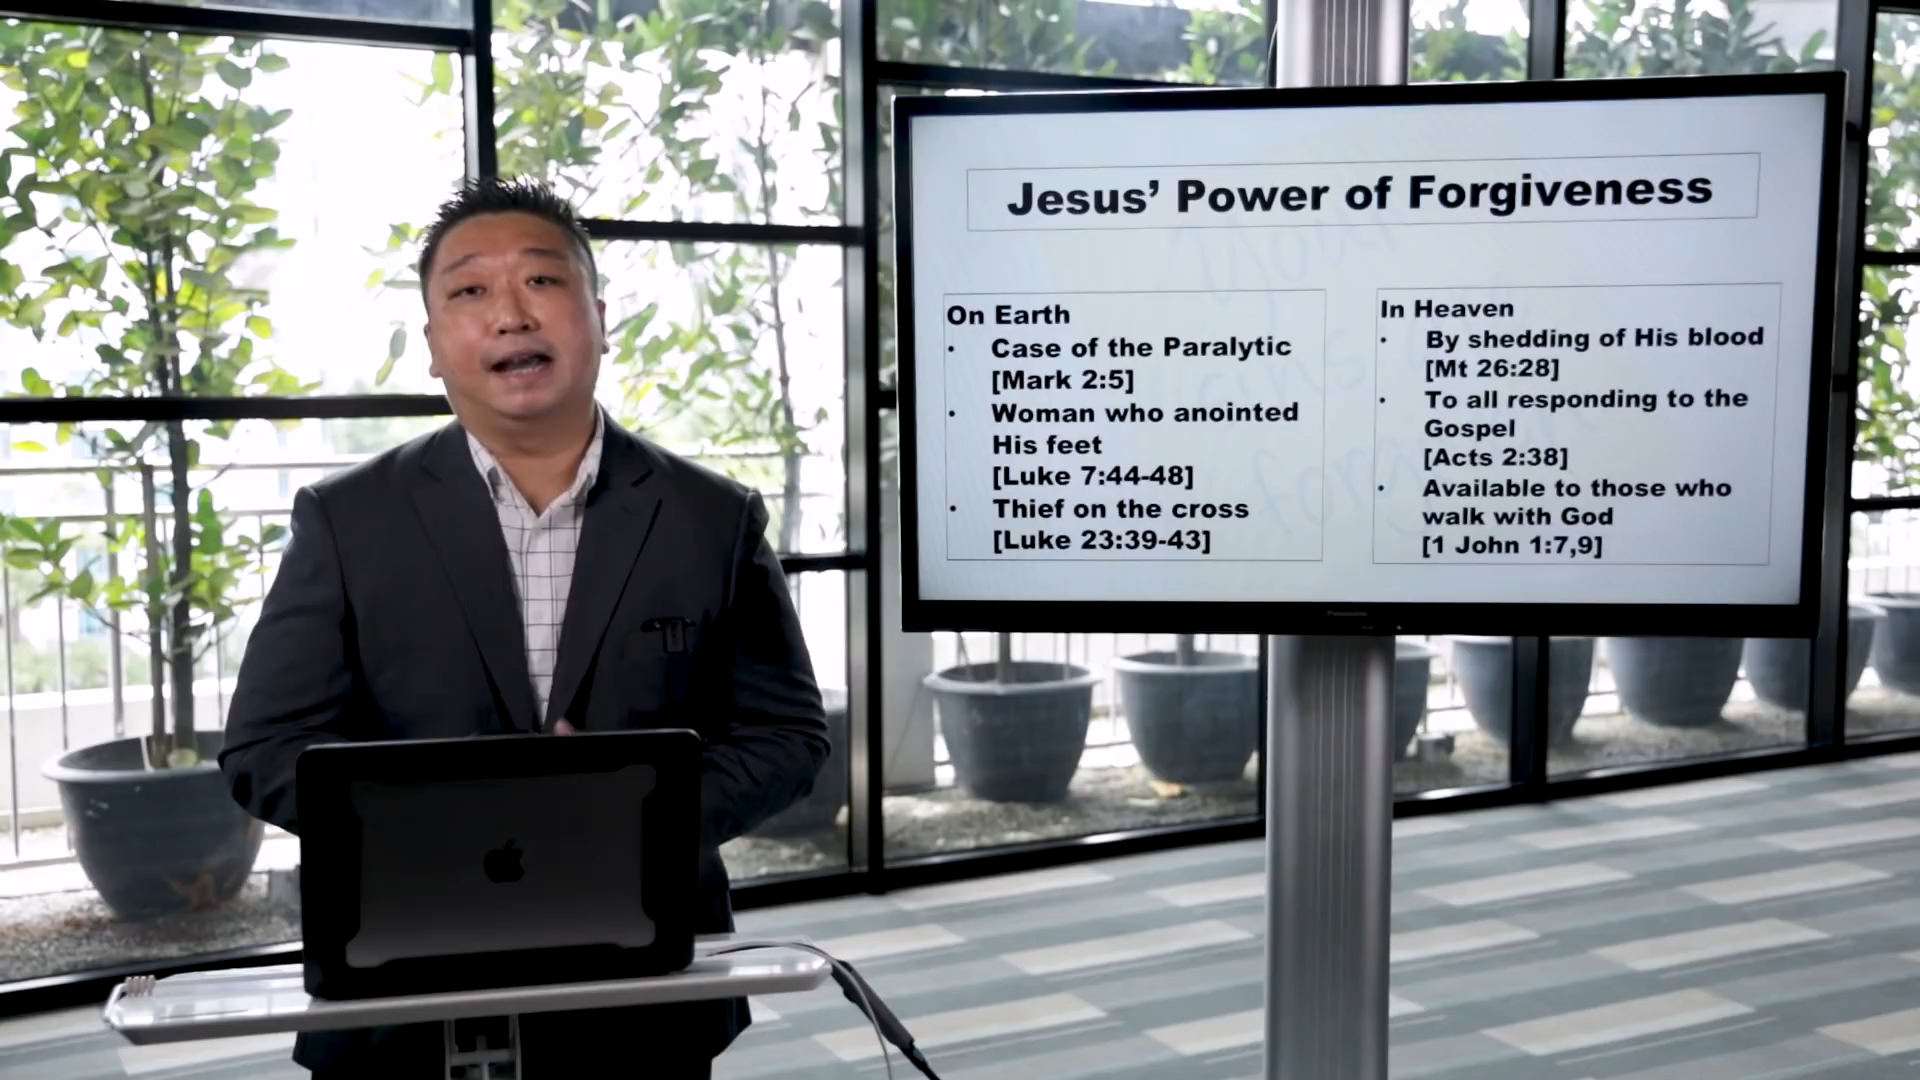 Jesus’ Power of Forgiveness
On Earth
• Case of the Paralytic
[Mark 2:5]
• Woman who anointed
His feet
[Luke 7:44-48]
• Thief on the cross
[Luke 23:39-43]
In Heaven
• By shedding of His blood
[Mt 26:28]
• To all responding to the
Gospel
[Acts 2:38]
• Available to those who
walk with God
[1 John 1:7,9]
Panasonic